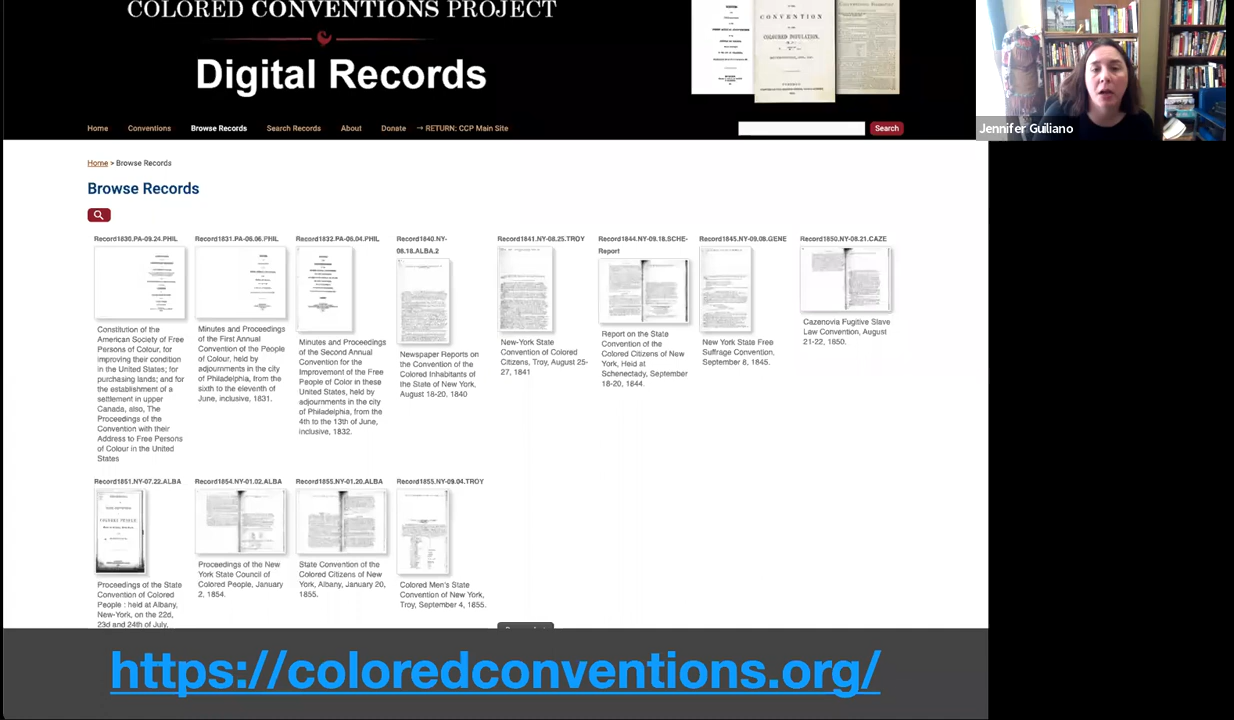 COLORED CONVENTIONS PROJECT
Digital Records
CONVENTION
COLOURED POPULATION,
Home
Conventions
Browse Records
Search Records
About
Donate
→ RETURN: CCP Main Site
Search
Jennifer Guiliano
Home > Browse Records
Browse Records
Record1830.PA-09.24.PHIL
Constitution of the
American Society of Free
Persons of Colour, for
improving their condition
in the United States; for
purchasing lands; and for
the establishment of a
settlement in upper
Canada, also, The
Proceedings of the
Convention with their
Address to Free Persons
of Colour in the United
States
Record1831.PA-06.06.PHIL
Minutes and Proceedings
of the First Annual
Convention of the People
of Colour, held by
adjournments in the city
of Philadelphia, from the
sixth to the eleventh of
June, inclusive, 1831.
Record1832.PA-06.04.PHIL
Minutes and Proceedings
of the Second Annual
Convention for the
Improvement of the Free
People of Color in these
United States, held by
adjournments in the city
of Philadelphia, from the
4th to the 13th of June,
inclusive, 1832.
Record1840.NY-
08.18.ALBA.2
Newspaper Reports on
the Convention of the
Colored Inhabitants of
the State of New York,
August 18-20, 1840
Record1841.NY-08.25.TROY
New-York State
Convention of Colored
Citizens, Troy, August 25-
27, 1841
Record1844.NY-09.18.SCHE-
Report
Report on the State
Convention of the
Colored Citizens of New
York, Held at
Schenectady, September
18-20, 1844.
Record1845.NY-09.08.GENE
New York State Free
Suffrage Convention,
September 8, 1845.
Record1850.NY-08.21.CAZE
Cazenovia Fugitive Slave
Law Convention, August
21-22, 1850.
Record1851.NY-07.22.ALBA
COLORED PEOPLE,
Proceedings of the State
Convention of Colored
People : held at Albany,
New-York, on the 22d,
23d and 24th of July,
Record1854.NY-01.02.ALBA
Proceedings of the New
York State Council of
Colored People, January
2, 1854.
Record1855.NY-01.20.ALBA
State Convention of the
Colored Citizens of New
York, Albany, January 20,
1855.
Record1855.NY-09.04.TROY
Colored Men's State
Convention of New York,
Troy, September 4, 1855.
https://coloredconventions.org/